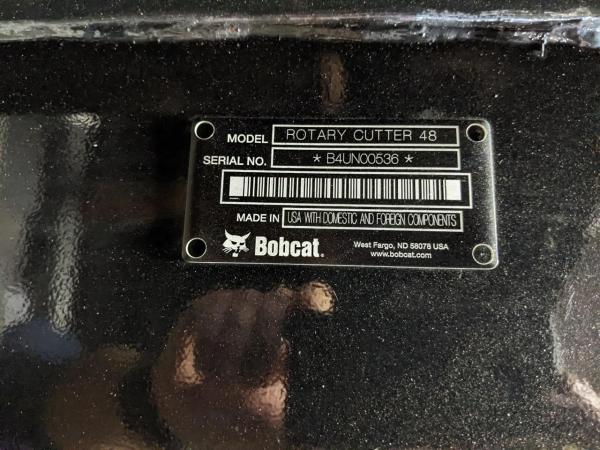 MODEL ROTARY CUTTER 48
SERIAL NO. * B4UN00536 *
MADE IN USA WITH DOMESTIC AND FOREIGN COMPONENTS
Bobcat.
West Fargo, ND 58078 USA
www.bobcat.com